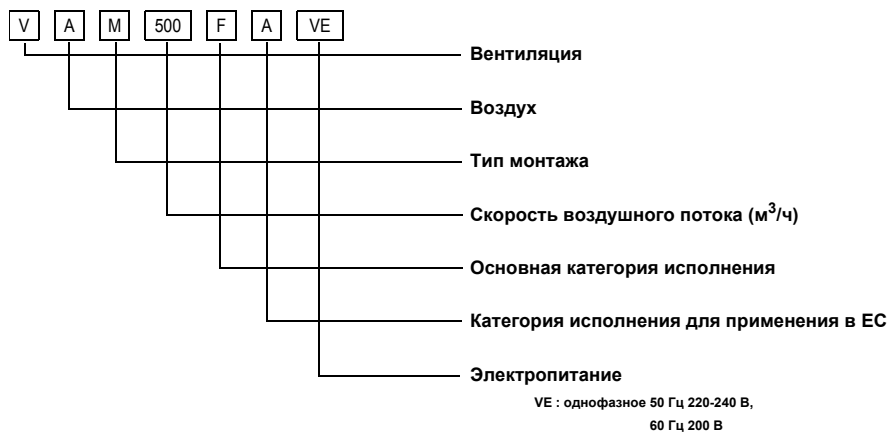 V A M 500 F A VE
Вентиляция
Воздух
Тип монтажа
Скорость воздушного потока (м³/ч)
Основная категория исполнения
Категория исполнения для применения в ЕС
Электропитание
VE : однофазное 50 Гц 220-240 В,
60 Гц 200 В